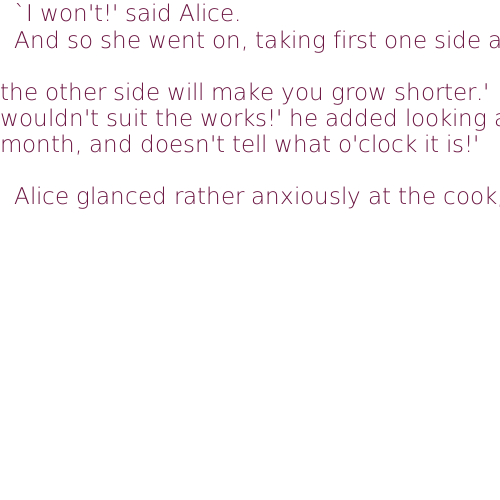 `I won't!' said Alice.
And so she went on, taking first one side a
the other side will make you grow shorter.'
wouldn't suit the works!' he added looking a
month, and doesn't tell what o'clock it is!'
Alice glanced rather anxiously at the cook,